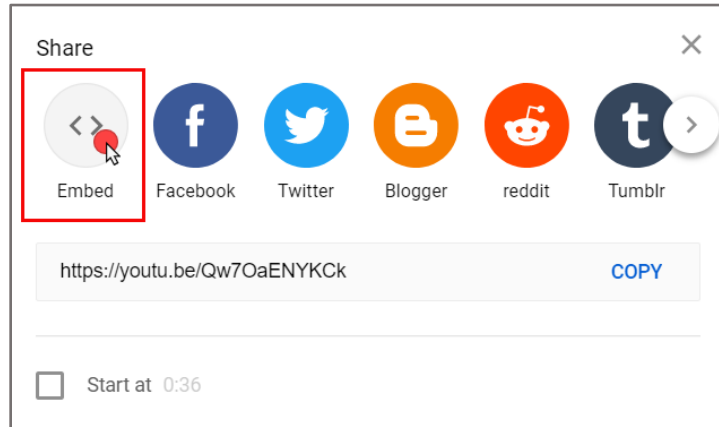 Share
Embed Facebook Twitter Blogger reddit Tumblr
https://youtu.be/Qw7OaENYKCk COPY
Start at 0:36